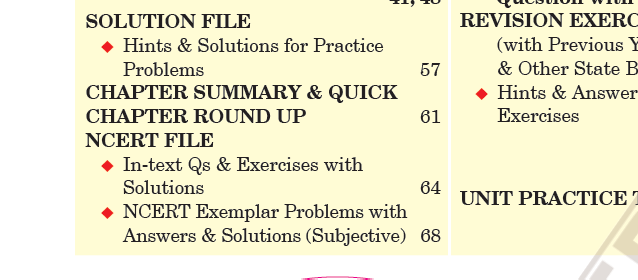 SOLUTION FILE
◆ Hints & Solutions for Practice
Problems 57
CHAPTER SUMMARY & QUICK
CHAPTER ROUND UP 61
NCERT FILE
◆ In-text Qs & Exercises with
Solutions 64
◆ NCERT Exemplar Problems with
Answers & Solutions (Subjective) 68
Question with
REVISION EXERC
(with Previous Y
& Other State B
◆ Hints & Answer
Exercises
UNIT PRACTICE T